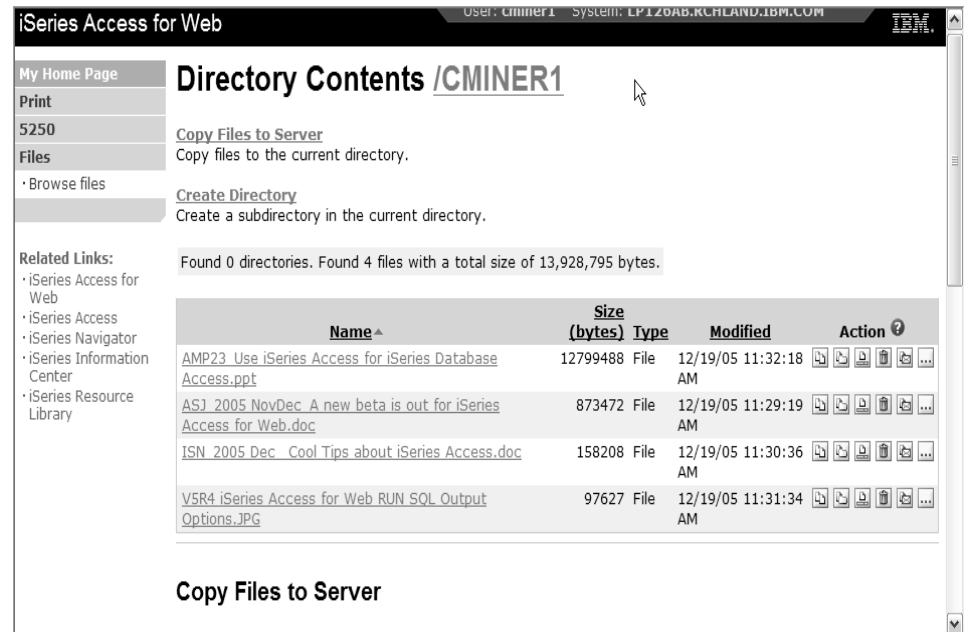 User: cminer1 System: LP126AB.RCHLAND.IBM.COM
iSeries Access for Web
IBM.
My Home Page
Print
5250
Files
· Browse files
Related Links:
· iSeries Access for
Web
· iSeries Access
· iSeries Navigator
· iSeries Information
Center
· iSeries Resource
Library
Directory Contents /CMINER1
Copy Files to Server
Copy files to the current directory.
Create Directory
Create a subdirectory in the current directory.
Found 0 directories. Found 4 files with a total size of 13,928,795 bytes.
Size
Name (bytes) Type Modified Action ?
AMP23 Use iSeries Access for iSeries Database 12799488 File 12/19/05 11:32:18 ...
Access.ppt AM
ASJ 2005 NovDec A new beta is out for iSeries 873472 File 12/19/05 11:29:19 ...
Access for Web.doc AM
ISN 2005 Dec Cool Tips about iSeries Access.doc 158208 File 12/19/05 11:30:36 ...
AM
V5R4 iSeries Access for Web RUN SQL Output 97627 File 12/19/05 11:31:34 ...
Options.JPG AM
Copy Files to Server